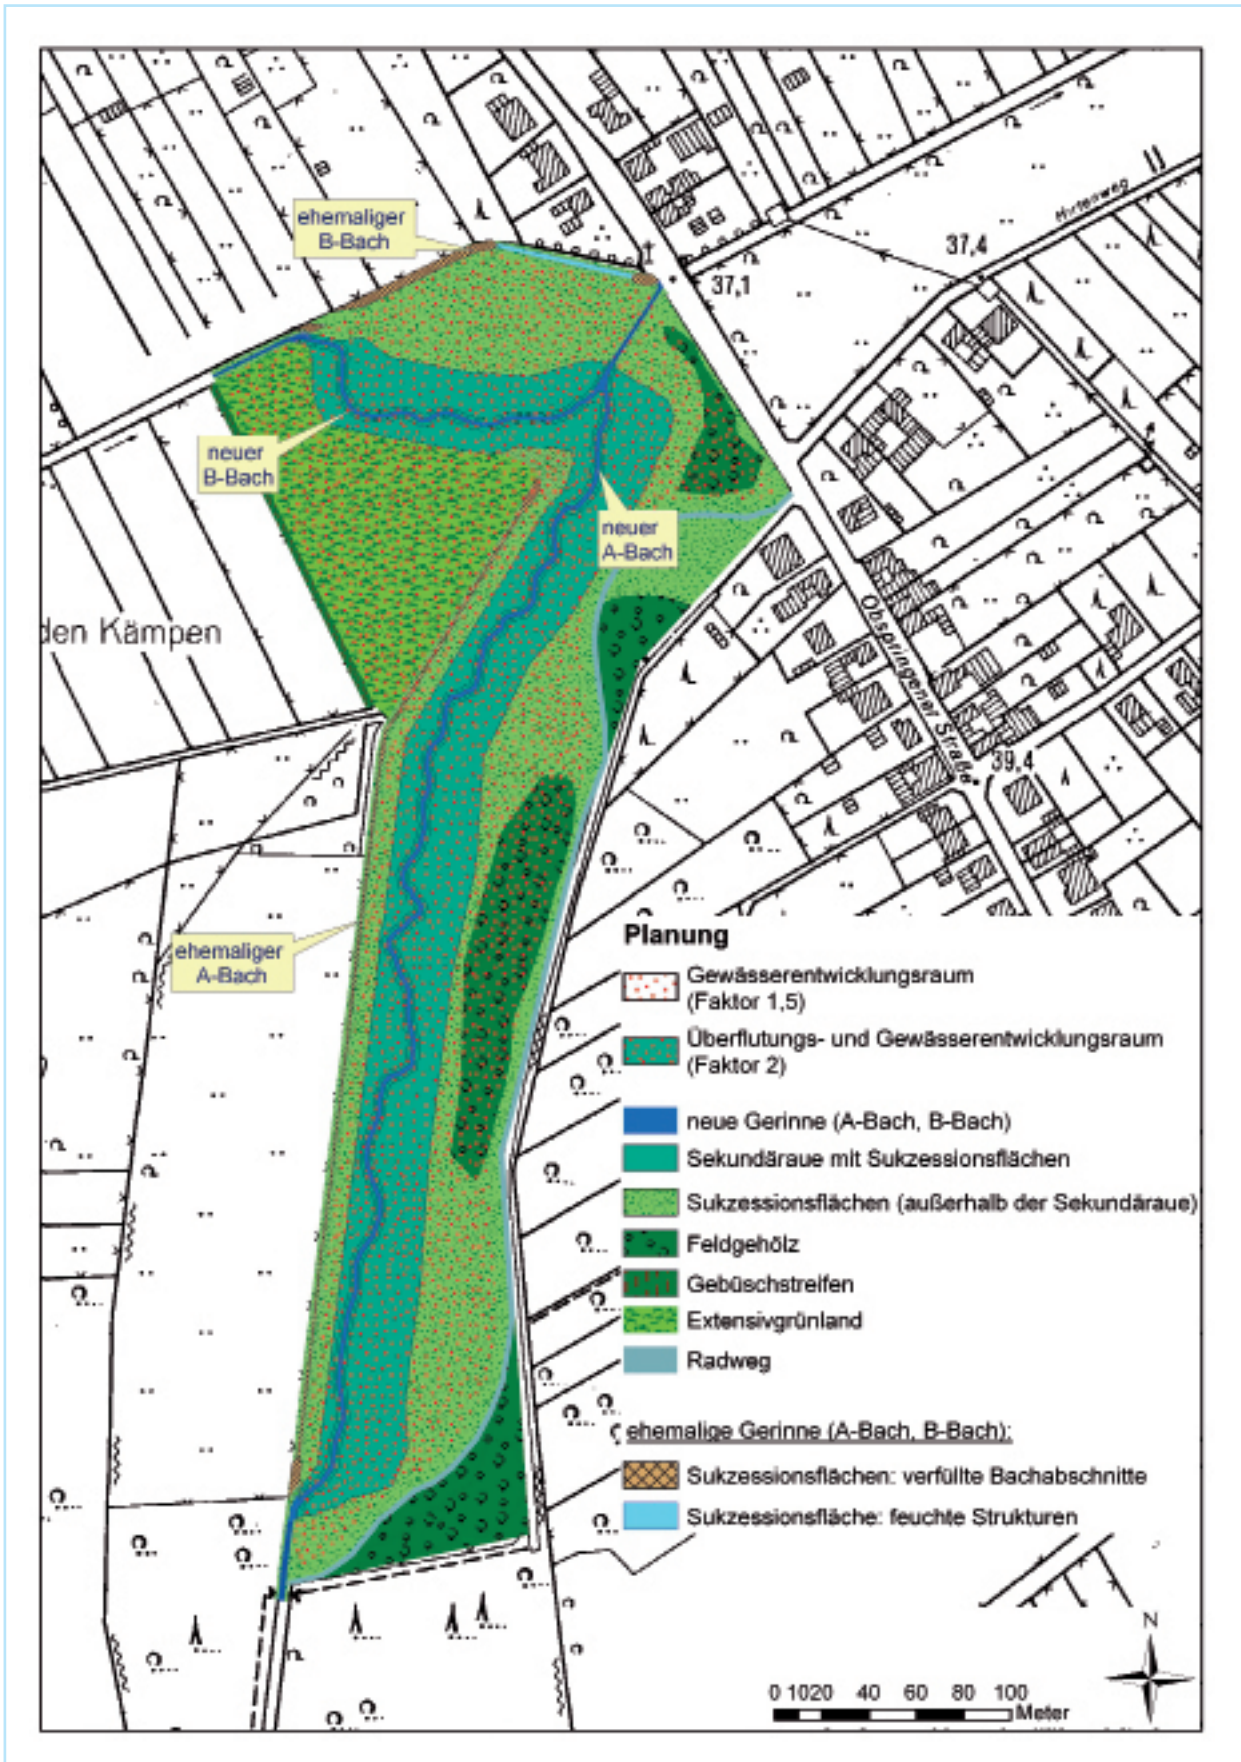 ehemaliger
B-Bach
Hirtenweg
37,4
37,1
neuer
B-Bach
neuer
A-Bach
den Kämpen
Obspringener Straße
39,4
ehemaliger
A-Bach
Planung
Gewässerentwicklungsraum
(Faktor 1,5)
Überflutungs- und Gewässerentwicklungsraum
(Faktor 2)
neue Gerinne (A-Bach, B-Bach)
Sekundäraue mit Sukzessionsflächen
Sukzessionsflächen (außerhalb der Sekundäraue)
Feldgehölz
Gebüschstreifen
Extensivgrünland
Radweg
ehemalige Gerinne (A-Bach, B-Bach):
Sukzessionsflächen: verfüllte Bachabschnitte
Sukzessionsfläche: feuchte Strukturen
N
0 10 20 40 60 80 100
Meter